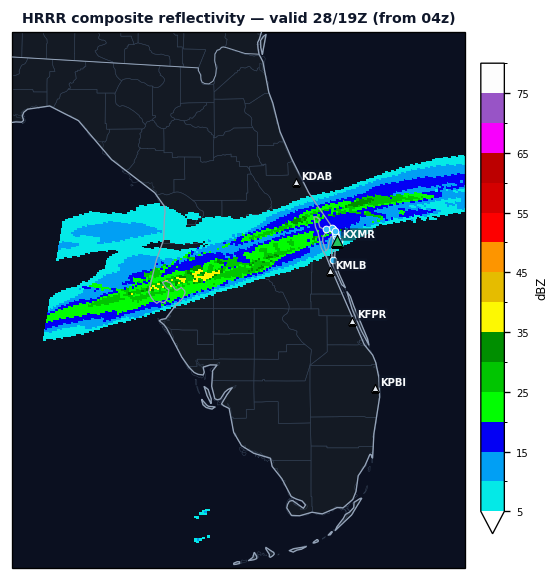 HRRR composite reflectivity — valid 28/19Z (from 04z)
KDAB
KXMR
KMLB
KFPR
KPBI
75
65
55
45
35
25
15
5
dBZ